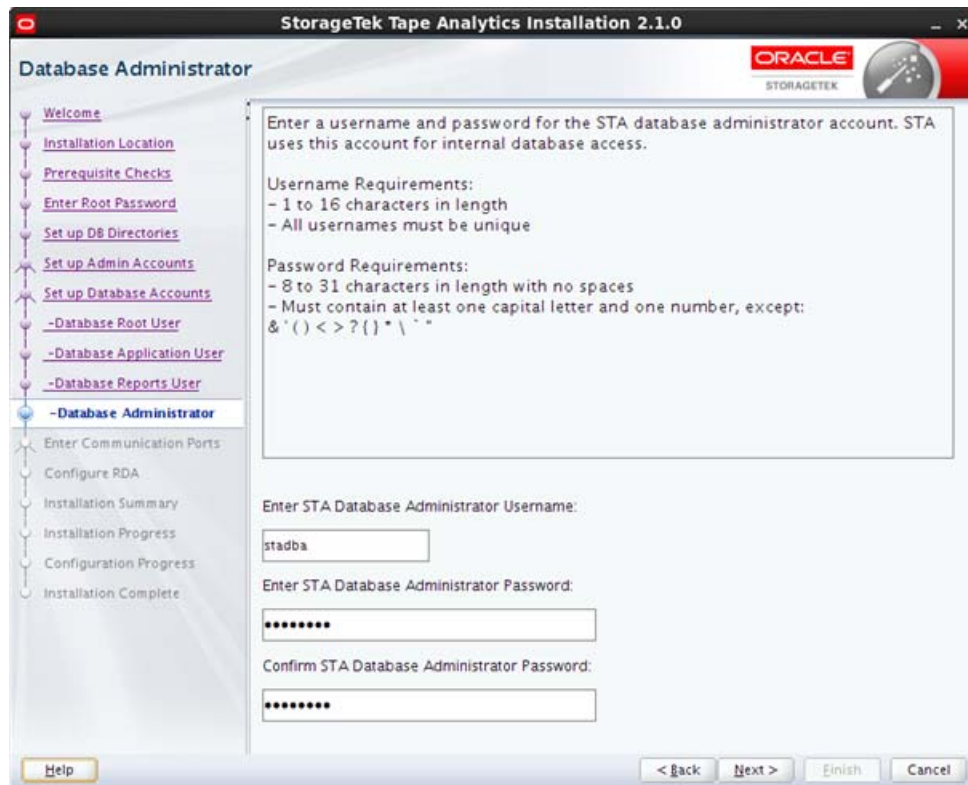 StorageTek Tape Analytics Installation 2.1.0
Database Administrator
ORACLE
STORAGETEK
Welcome
Installation Location
Prerequisite Checks
Enter Root Password
Set up DB Directories
Set up Admin Accounts
Set up Database Accounts
-Database Root User
-Database Application User
-Database Reports User
-Database Administrator
Enter Communication Ports
Configure RDA
Installation Summary
Installation Progress
Configuration Progress
Installation Complete
Enter a username and password for the STA database administrator account. STA
uses this account for internal database access.
Username Requirements:
- 1 to 16 characters in length
- All usernames must be unique
Password Requirements:
- 8 to 31 characters in length with no spaces
- Must contain at least one capital letter and one number, except:
& ' ( ) < > ? { } * \ ` "
Enter STA Database Administrator Username:
stadba
Enter STA Database Administrator Password:
••••••••
Confirm STA Database Administrator Password:
••••••••
Help
< Back
Next >
Finish
Cancel